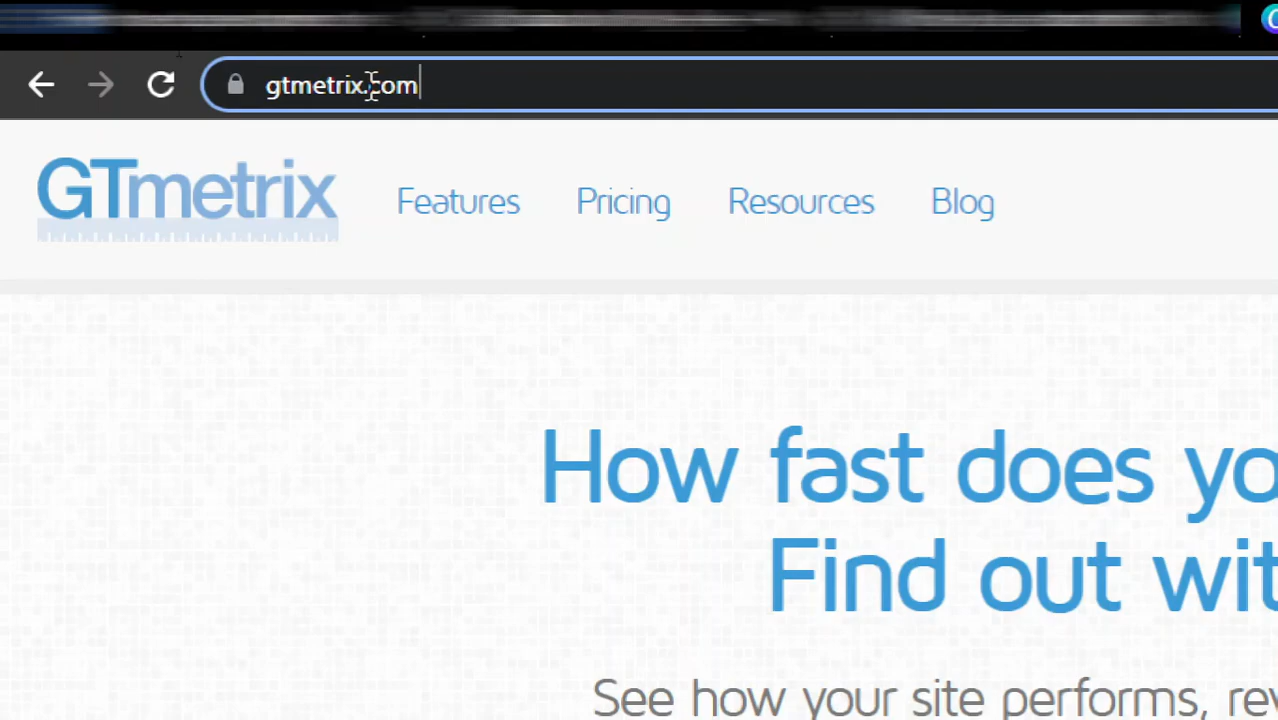 gtmetrix.com
GTmetrix Features Pricing Resources Blog
How fast does yo
Find out wit
See how your site performs, rev